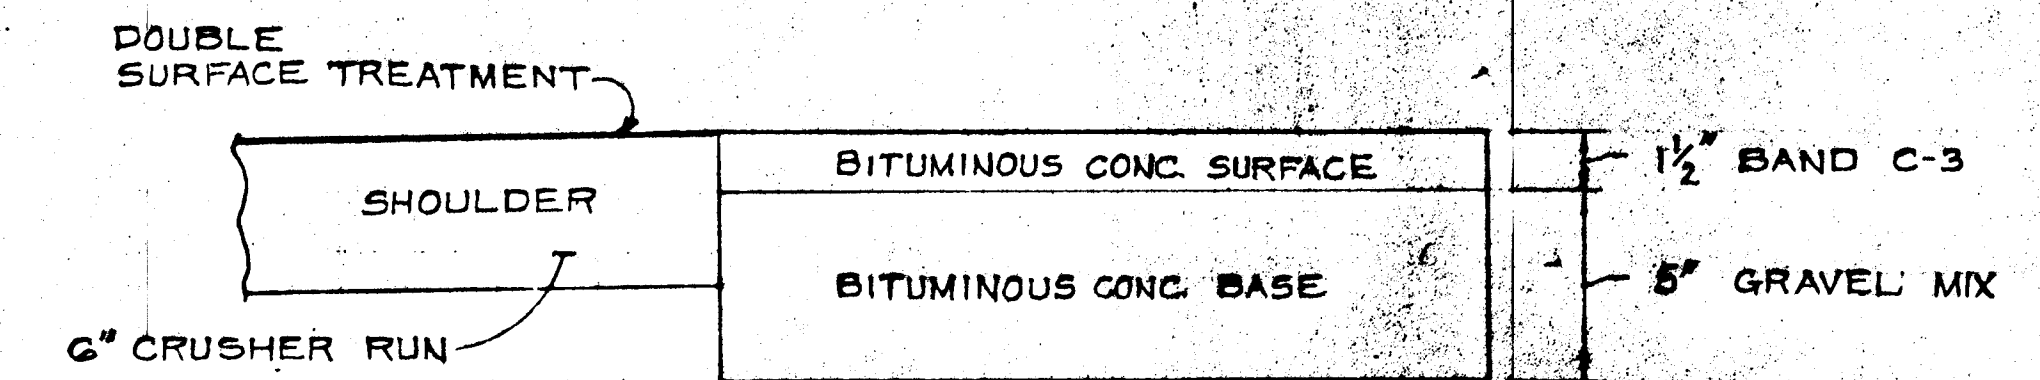 DOUBLE
SURFACE TREATMENT
BITUMINOUS CONC. SURFACE
1½" BAND C-3
SHOULDER
BITUMINOUS CONC. BASE
5" GRAVEL MIX
6" CRUSHER RUN